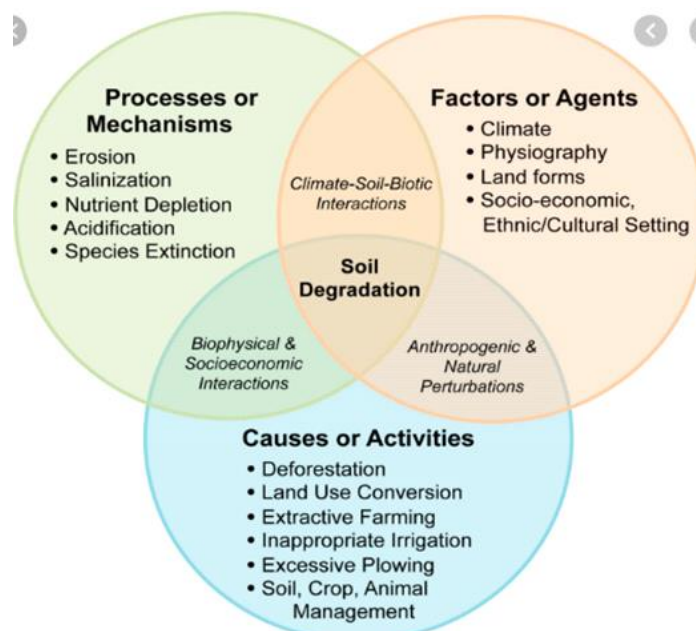 Processes or
Mechanisms
• Erosion
• Salinization
• Nutrient Depletion
• Acidification
• Species Extinction
Factors or Agents
• Climate
• Physiography
• Land forms
• Socio-economic,
Ethnic/Cultural Setting
Climate-Soil-Biotic
Interactions
Soil
Degradation
Biophysical &
Socioeconomic
Interactions
Anthropogenic &
Natural
Perturbations
Causes or Activities
• Deforestation
• Land Use Conversion
• Extractive Farming
• Inappropriate Irrigation
• Excessive Plowing
• Soil, Crop, Animal
Management